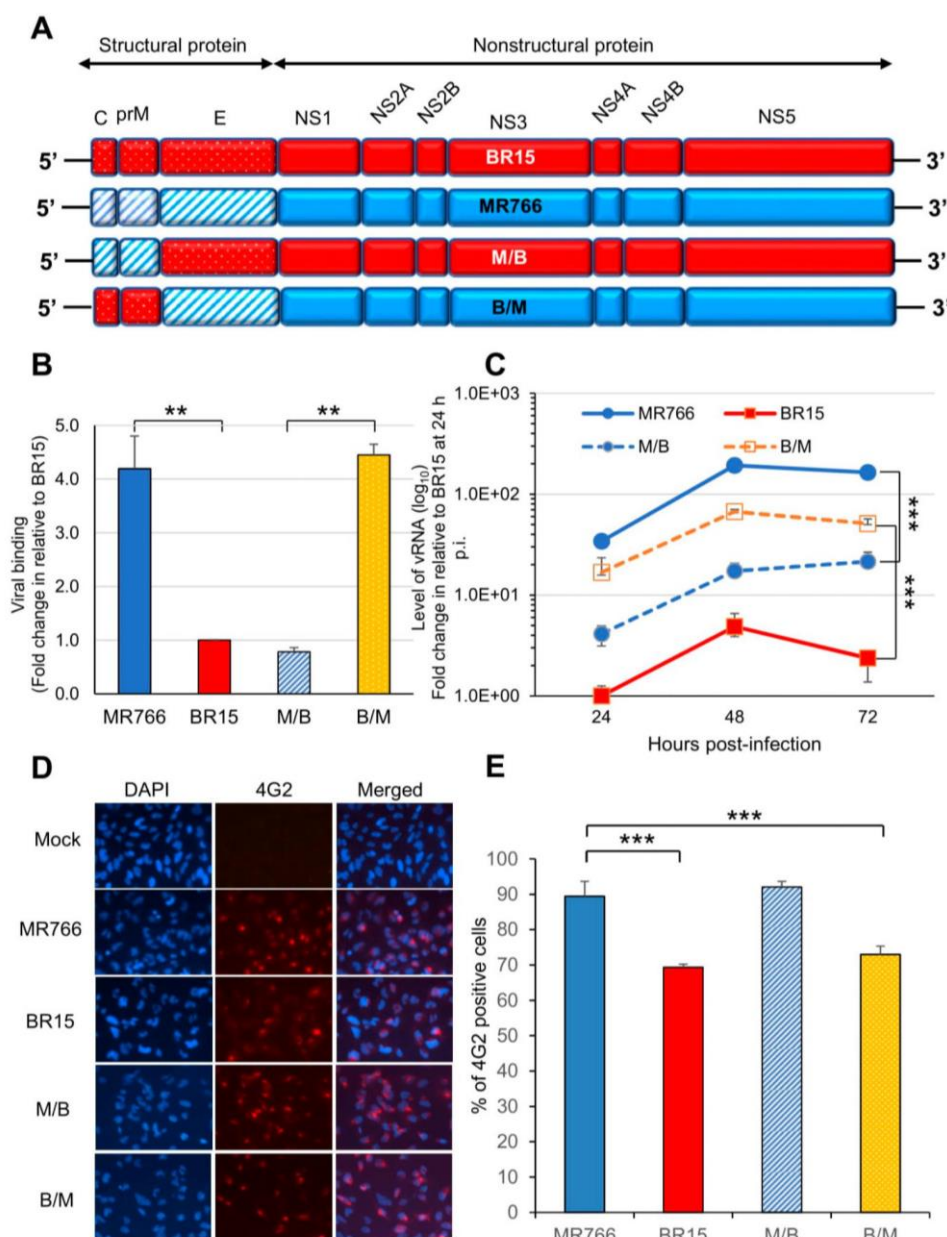 A
Structural protein
Nonstructural protein
C prM E NS1 NS2A NS2B NS3 NS4A NS4B NS5
5’ BR15 3’
5’ MR766 3’
5’ M/B 3’
5’ B/M 3’
B
Viral binding
(Fold change in relative to BR15)
5.0
4.0
3.0
2.0
1.0
0.0
** **
MR766 BR15 M/B B/M
C
Level of vRNA (log10)
Fold change in relative to BR15 at 24 h
p.i.
1.0E+03
1.0E+02
1.0E+01
1.0E+00
MR766 BR15
M/B B/M
***
***
24 48 72
Hours post-infection
D
DAPI 4G2 Merged
Mock
MR766
BR15
M/B
B/M
E
% of 4G2 positive cells
100
90
80
70
60
50
40
30
20
10
0
***
***
MR766 BR15 M/B B/M